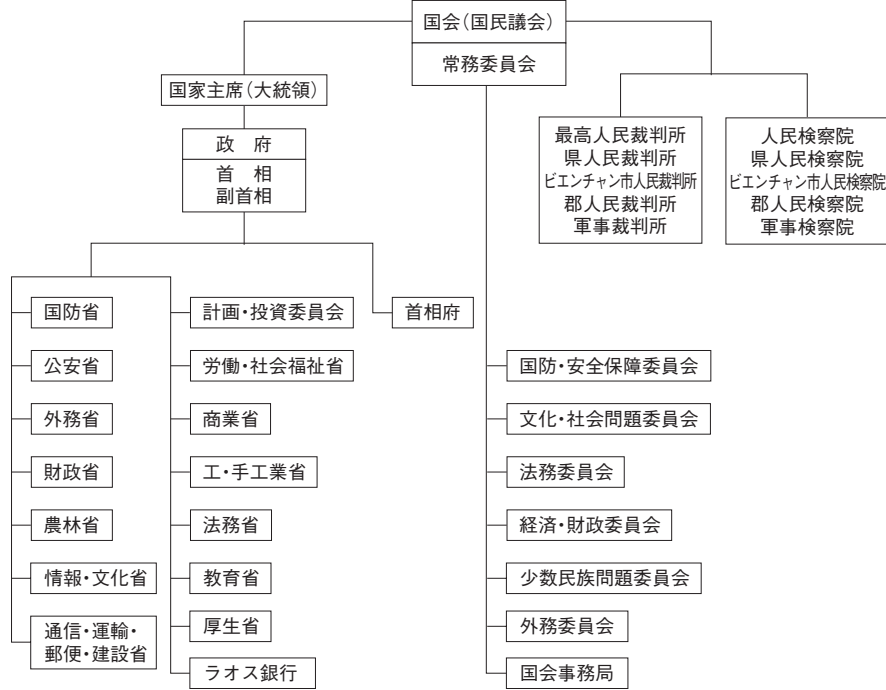 国会(国民議会)
常務委員会
国家主席(大統領)
政　府
首　相
副首相
最高人民裁判所
県人民裁判所
ビエンチャン市人民裁判所
郡人民裁判所
軍事裁判所
人民検察院
県人民検察院
ビエンチャン市人民検察院
郡人民検察院
軍事検察院
国防省
公安省
外務省
財政省
農林省
情報・文化省
通信・運輸・
郵便・建設省
計画・投資委員会
労働・社会福祉省
商業省
工・手工業省
法務省
教育省
厚生省
ラオス銀行
首相府
国防・安全保障委員会
文化・社会問題委員会
法務委員会
経済・財政委員会
少数民族問題委員会
外務委員会
国会事務局